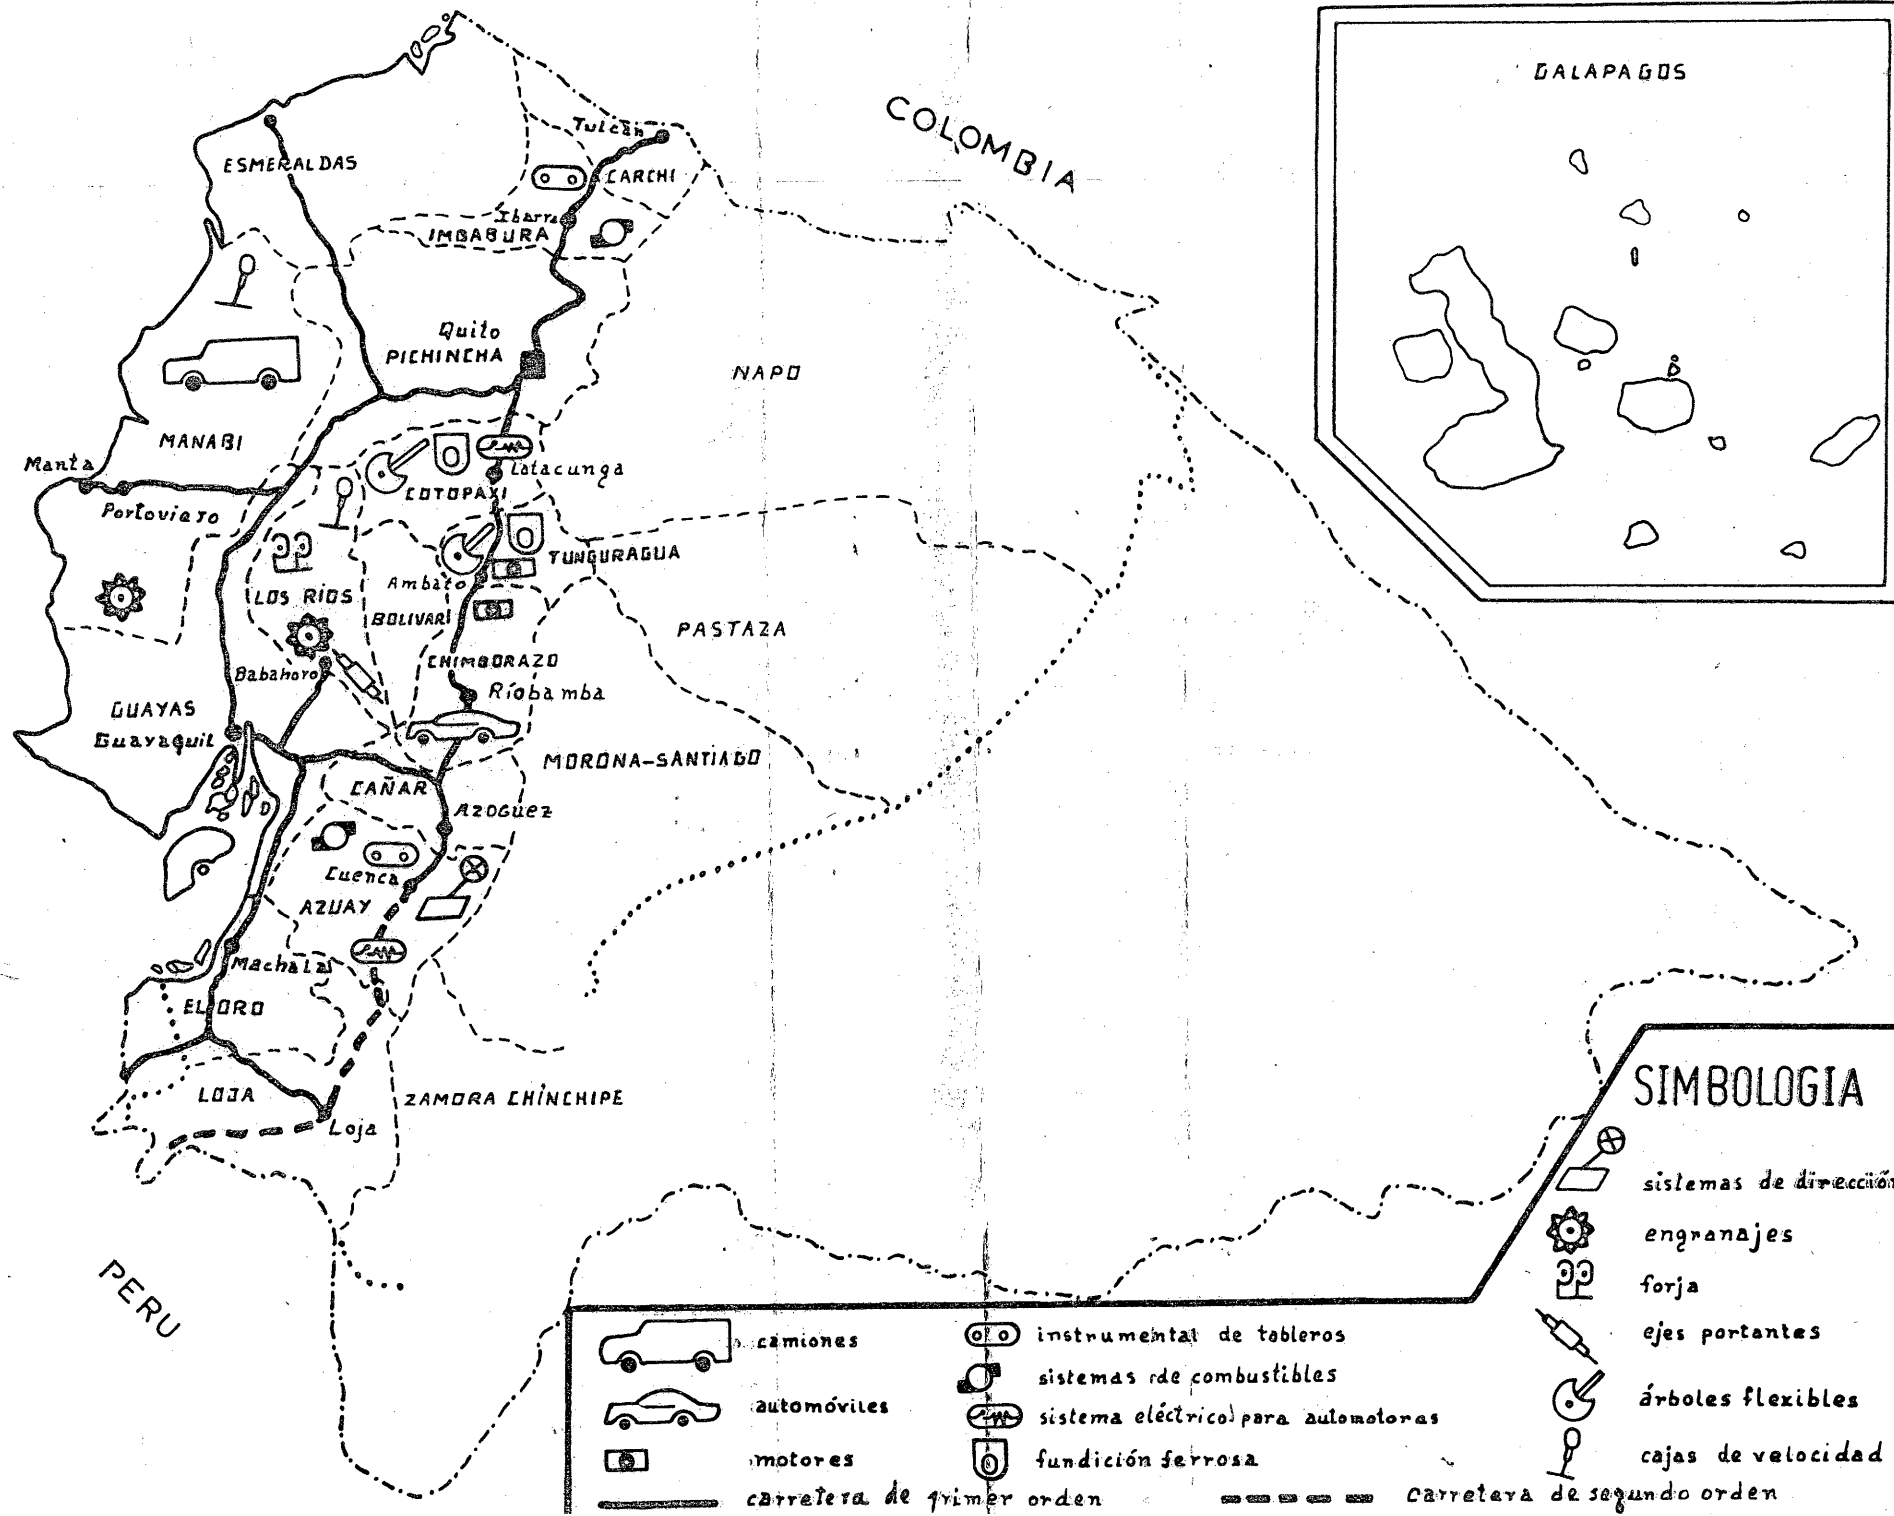 GALAPAGOS
COLOMBIA
Tulcán
ESMERALDAS
CARCHI
Ibarra
IMBABURA
Quito
PICHINCHA
NAPO
MANABI
Manta
Latacunga
COTOPAXI
Portoviejo
TUNGURAGUA
Ambato
LOS RÍOS
BOLIVAR
PASTAZA
CHIMBORAZO
Babahoyo
Ríobamba
GUAYAS
Guayaquil
MORONA-SANTIAGO
CAÑAR
Azoguez
Cuenca
AZUAY
Machala
EL ORO
LOJA
ZAMORA CHÍNCHIPE
Loja
PERU
SIMBOLOGIA
sistemas de dirección
engranajes
forja
ejes portantes
árboles flexibles
cajas de velocidad
camiones
automóviles
motores
instrumental de tableros
sistemas de combustibles
sistema eléctrico para automotoras
fundición ferrosa
carretera de primer orden
carretera de segundo orden